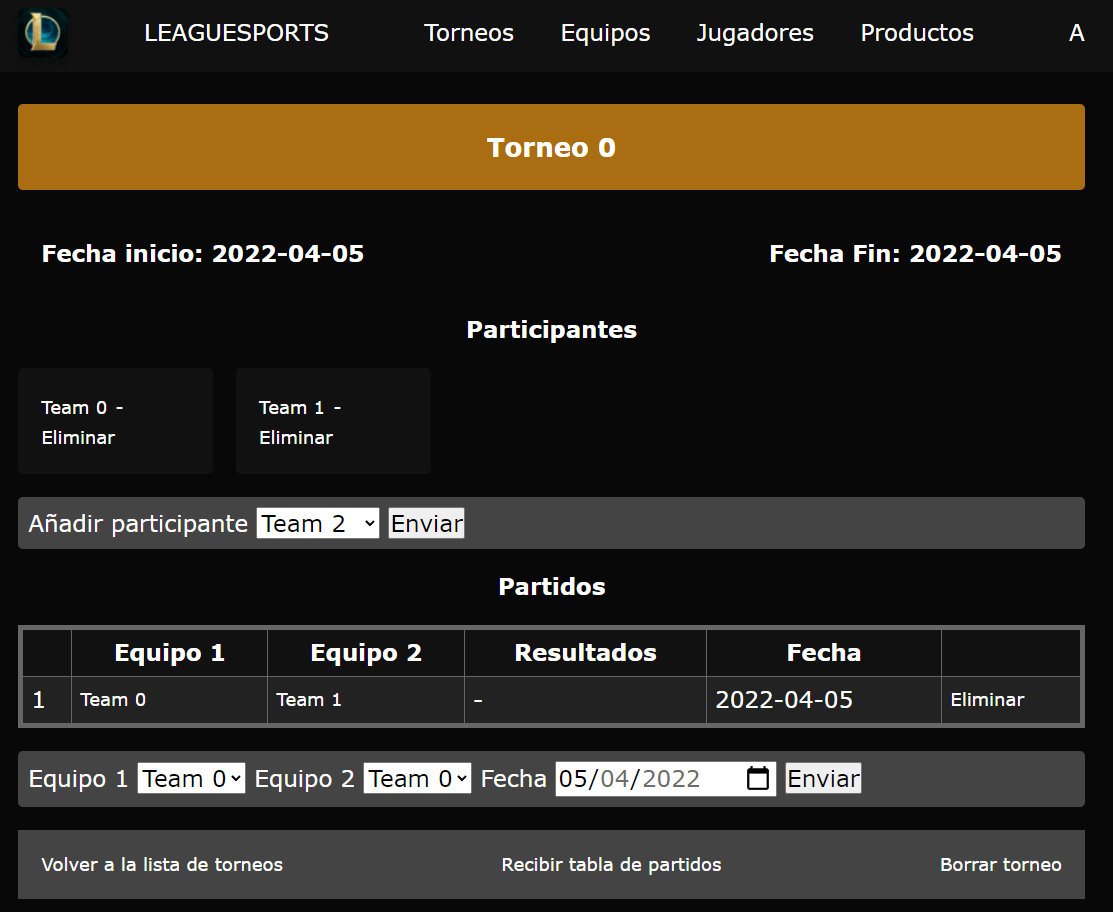 LEAGUESPORTS Torneos Equipos Jugadores Productos A
Torneo 0
Fecha inicio: 2022-04-05 Fecha Fin: 2022-04-05
Participantes
Team 0 -
Eliminar
Team 1 -
Eliminar
Añadir participante Team 2 Enviar
Partidos
Equipo 1 Equipo 2 Resultados Fecha
1 Team 0 Team 1 - 2022-04-05 Eliminar
Equipo 1 Team 0 Equipo 2 Team 0 Fecha 05/04/2022 Enviar
Volver a la lista de torneos Recibir tabla de partidos Borrar torneo